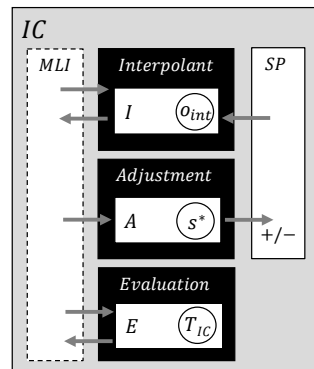 IC
MLI
Interpolant
SP
I
o_int
Adjustment
A
s*
+/−
Evaluation
E
T_IC